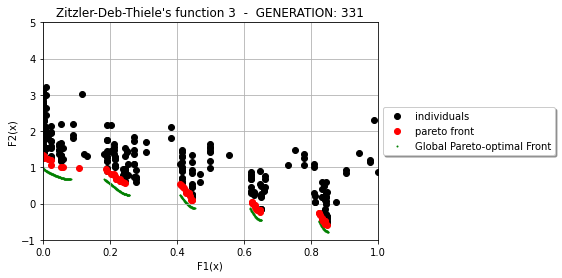 Zitzler-Deb-Thiele's function 3 - GENERATION: 331
5
4
3
2
1
0
−1
F2(x)
0.0 0.2 0.4 0.6 0.8 1.0
F1(x)
individuals
pareto front
Global Pareto-optimal Front